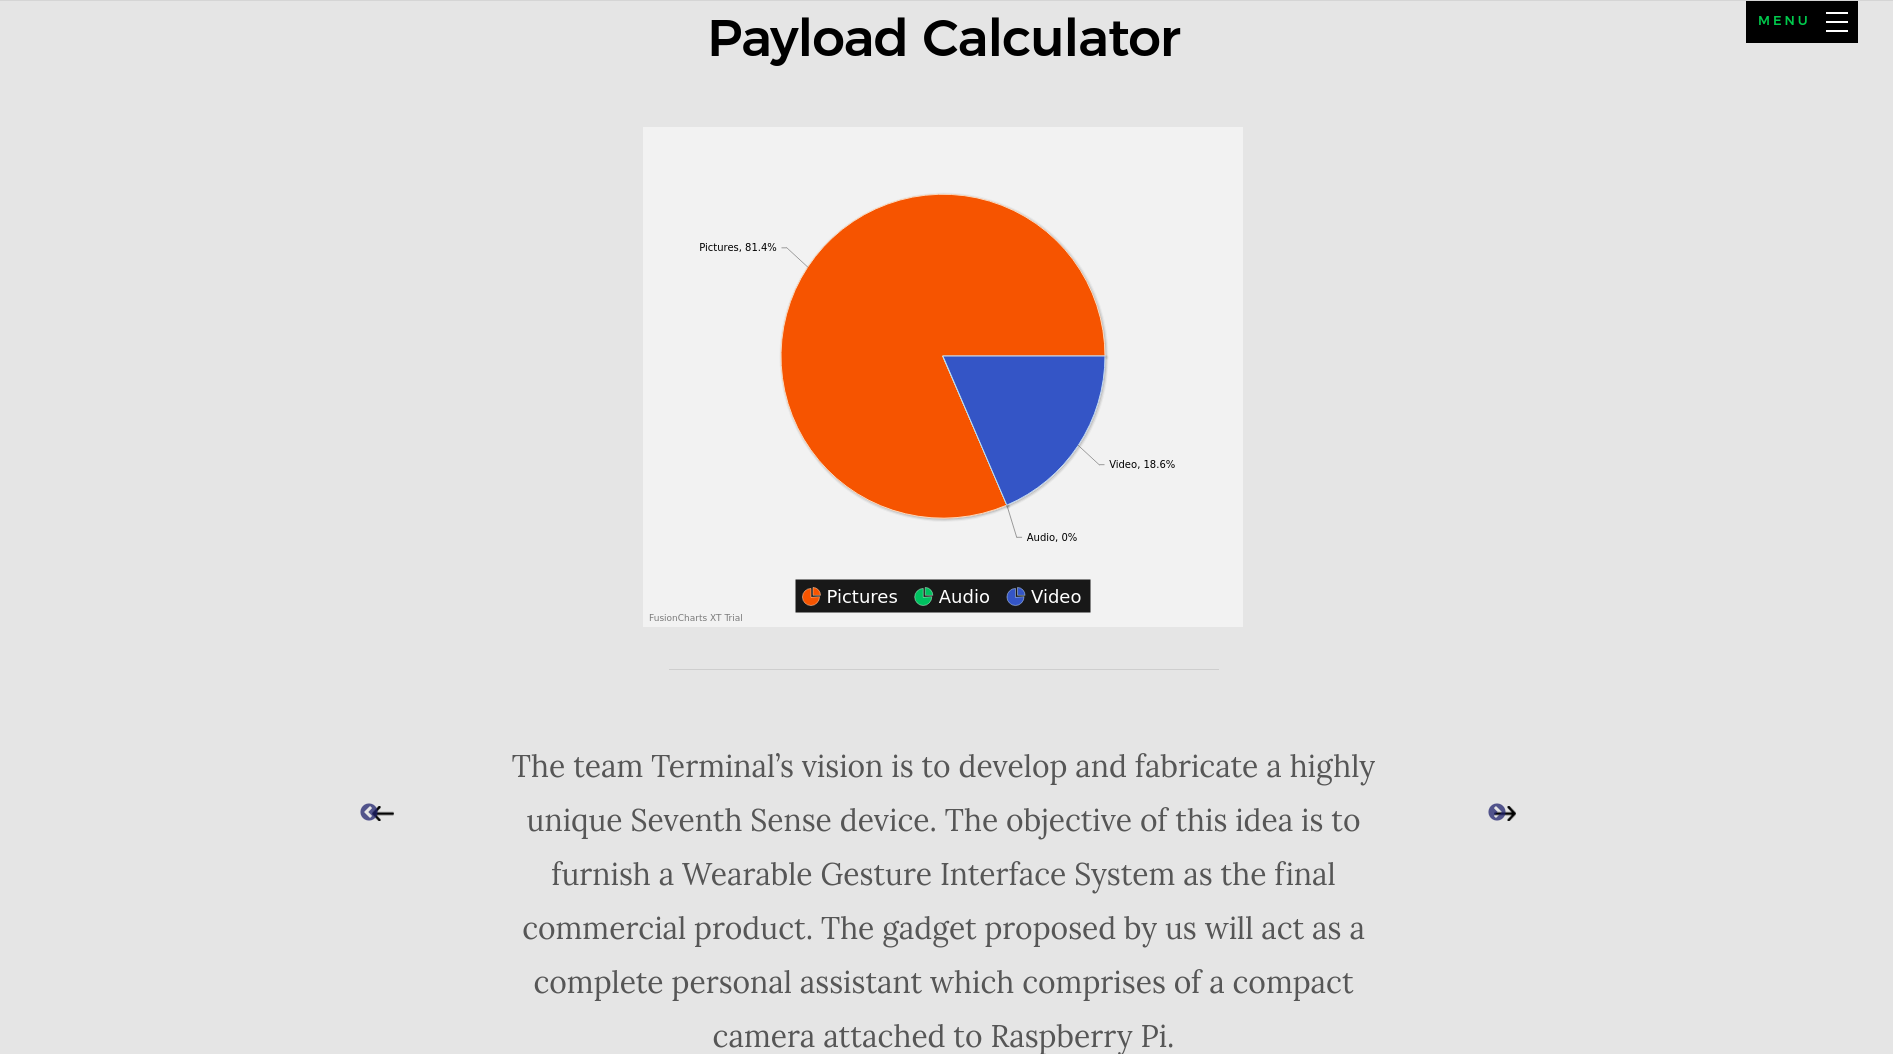 Payload Calculator
MENU
Pictures, 81.4%
Video, 18.6%
Audio, 0%
Pictures Audio Video
FusionCharts XT Trial
The team Terminal’s vision is to develop and fabricate a highly
unique Seventh Sense device. The objective of this idea is to
furnish a Wearable Gesture Interface System as the final
commercial product. The gadget proposed by us will act as a
complete personal assistant which comprises of a compact
camera attached to Raspberry Pi.